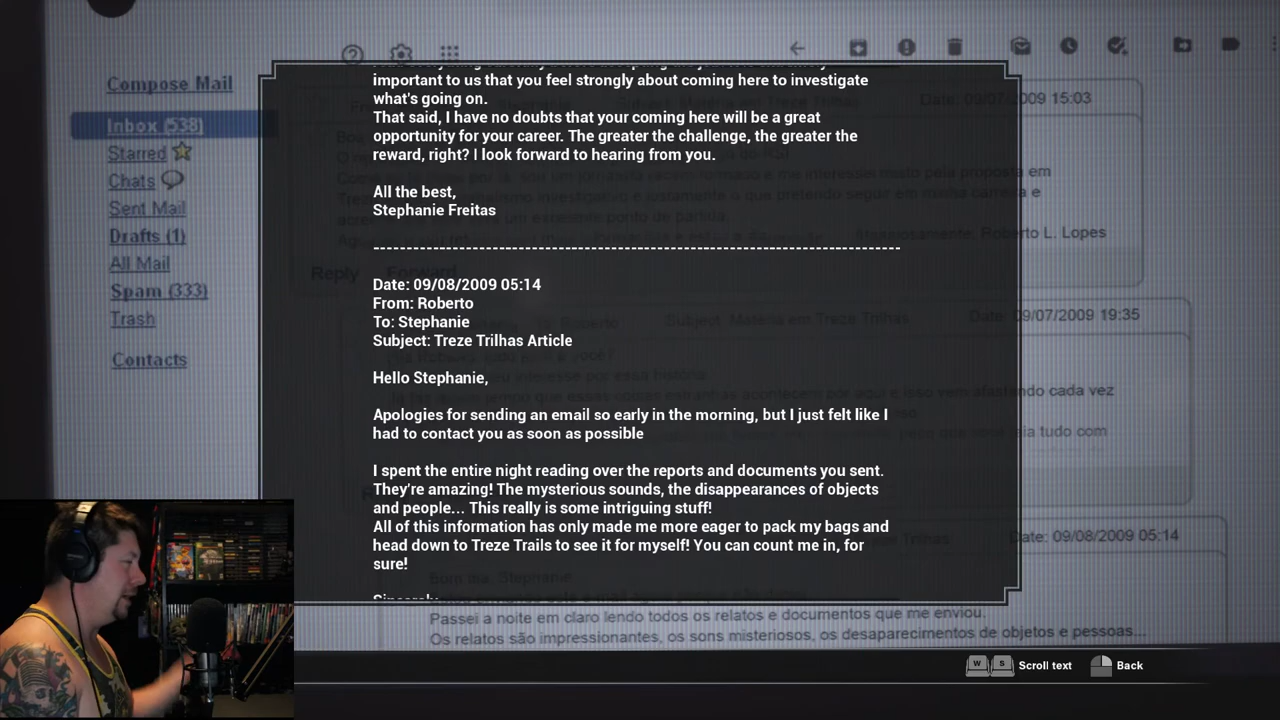 Compose Mail
Inbox (538)
Starred
Chats
Sent Mail
Drafts (1)
All Mail
Spam (333)
Trash
Contacts
important to us that you feel strongly about coming here to investigate
what's going on.
That said, I have no doubts that your coming here will be a great
opportunity for your career. The greater the challenge, the greater the
reward, right? I look forward to hearing from you.
All the best,
Stephanie Freitas
Date: 09/08/2009 05:14
From: Roberto
To: Stephanie
Subject: Treze Trilhas Article
Hello Stephanie,
Apologies for sending an email so early in the morning, but I just felt like I
had to contact you as soon as possible
I spent the entire night reading over the reports and documents you sent.
They're amazing! The mysterious sounds, the disappearances of objects
and people... This really is some intriguing stuff!
All of this information has only made me more eager to pack my bags and
head down to Treze Trails to see it for myself! You can count me in, for
sure!
Sincerely
Date: 09/07/2009 15:03
Roberto L. Lopes
Reply Forward
Date: 09/07/2009 19:35
Date: 09/08/2009 05:14
Bom dia, Stephanie
Passei a noite em claro lendo todos os relatos e documentos que me enviou.
Os relatos são impressionantes, os sons misteriosos, os desaparecimentos de objetos e pessoas...
W S Scroll text
Back